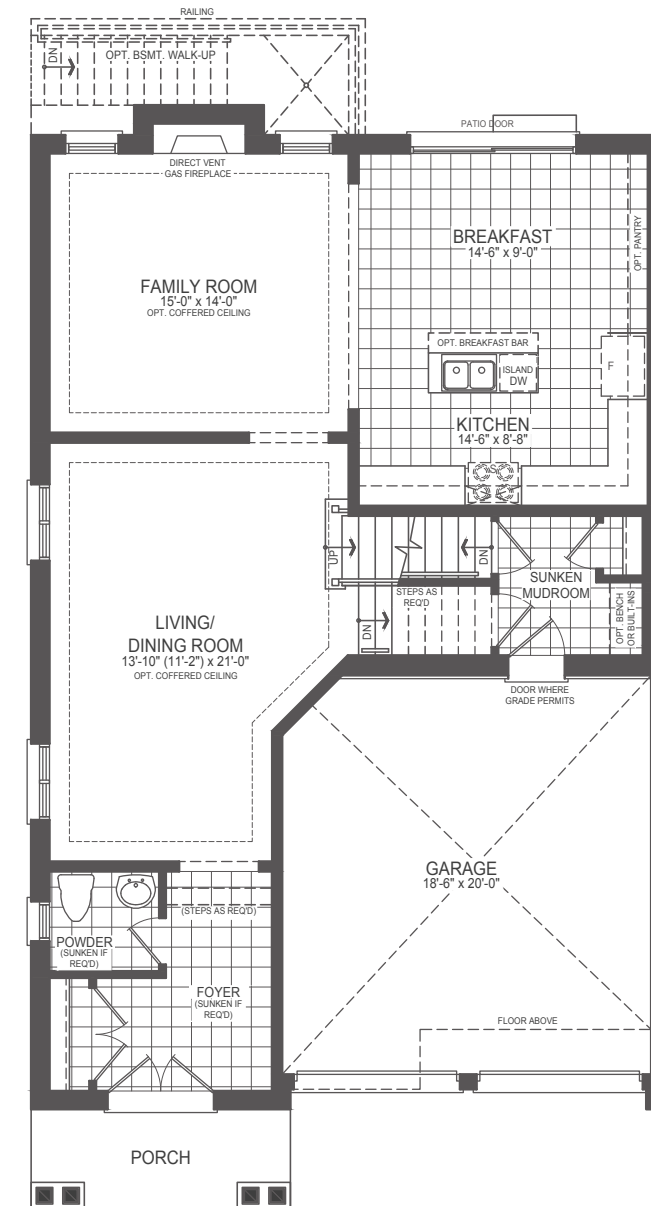 RAILING
DN
OPT. BSMT. WALK-UP
PATIO DOOR
DIRECT VENT
GAS FIREPLACE
FAMILY ROOM
15'-0" x 14'-0"
OPT. COFFERED CEILING
BREAKFAST
14'-6" x 9'-0"
OPT. PANTRY
OPT. BREAKFAST BAR
ISLAND
DW
F
KITCHEN
14'-6" x 8'-8"
S
UP
DN
STEPS AS
REQ'D
DN
SUNKEN
MUDROOM
OPT. BENCH
OR BUILT-INS
LIVING/
DINING ROOM
13'-10" (11'-2") x 21'-0"
OPT. COFFERED CEILING
DOOR WHERE
GRADE PERMITS
GARAGE
18'-6" x 20'-0"
(STEPS AS REQ'D)
POWDER
(SUNKEN IF
REQ'D)
FOYER
(SUNKEN IF
REQ'D)
FLOOR ABOVE
PORCH